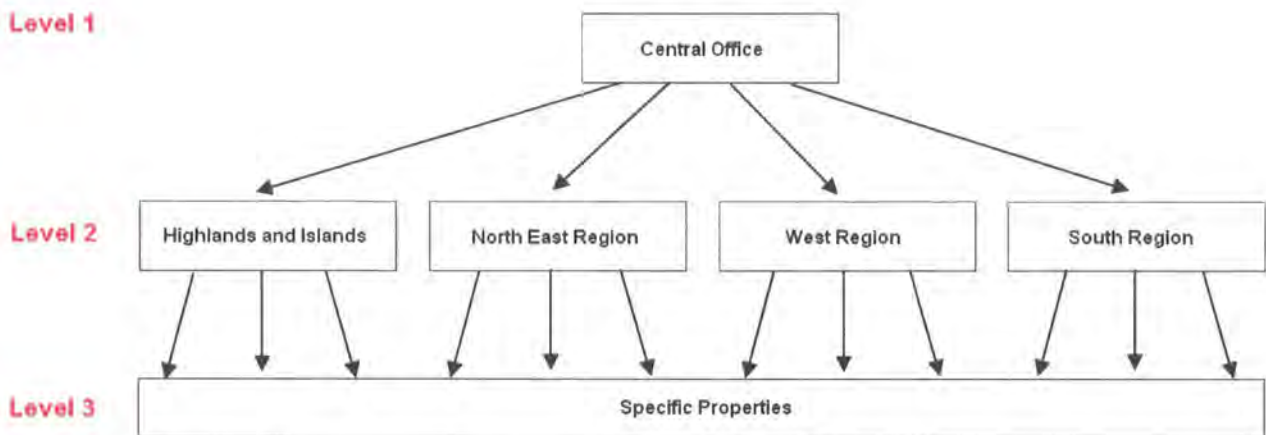 Level 1
Central Office
Level 2
Highlands and Islands
North East Region
West Region
South Region
Level 3
Specific Properties